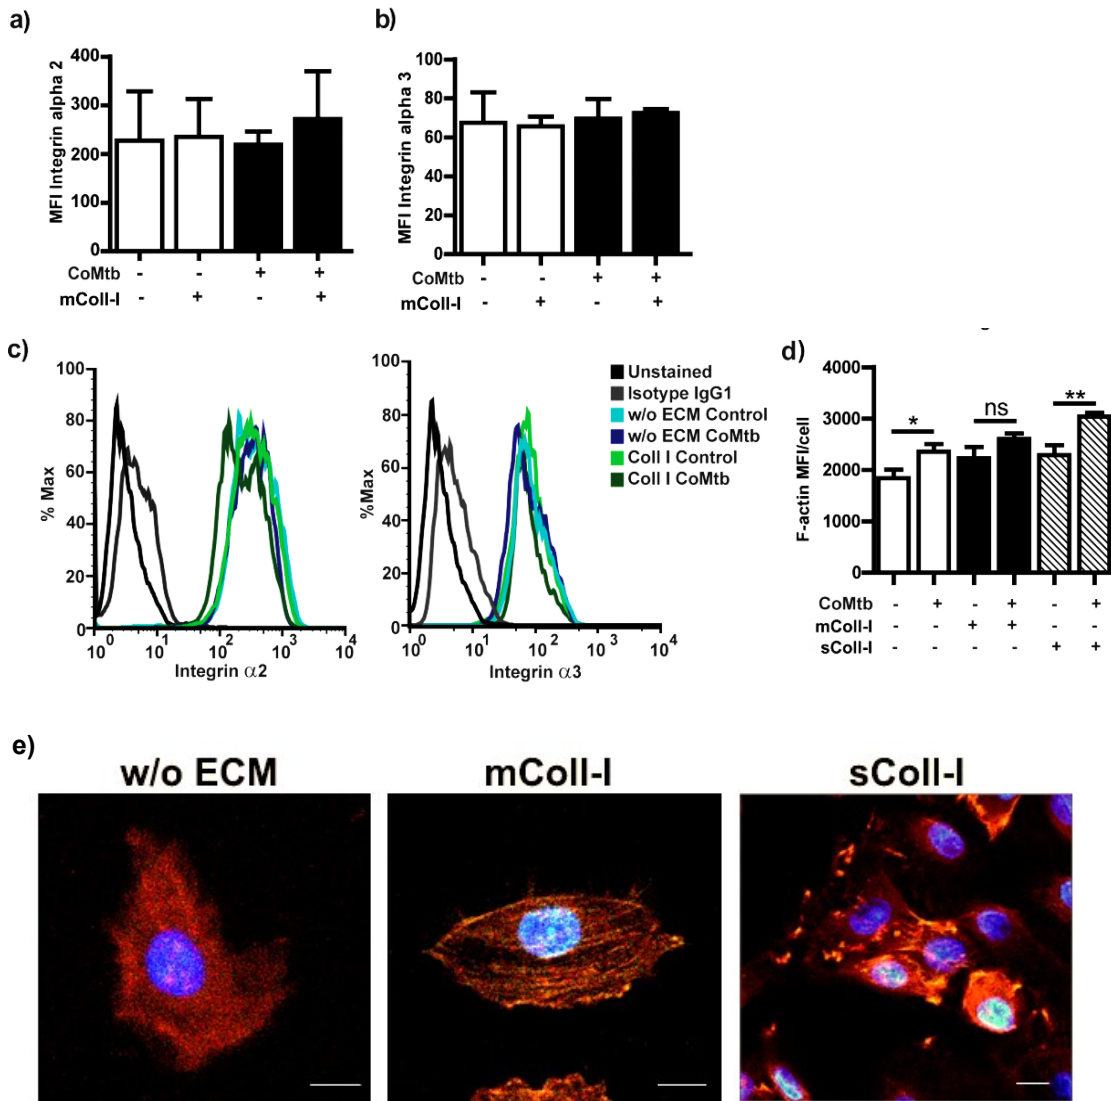 a)
MFI Integrin alpha 2
400
300
200
100
0
CoMtb - - + +
mColl-I - + - +
b)
MFI Integrin alpha 3
100
80
60
40
20
0
CoMtb - - + +
mColl-I - + - +
c)
% Max
100
80
60
40
20
0
10^0 10^1 10^2 10^3 10^4
Integrin α2
%Max
100
80
60
40
20
0
10^0 10^1 10^2 10^3 10^4
Integrin α3
Unstained
Isotype IgG1
w/o ECM Control
w/o ECM CoMtb
Coll I Control
Coll I CoMtb
d)
F-actin MFI/cell
4000
3000
2000
1000
0
* ns **
CoMtb - + - + - +
mColl-I - - + + - -
sColl-I - - - - + +
e)
w/o ECM mColl-I sColl-I